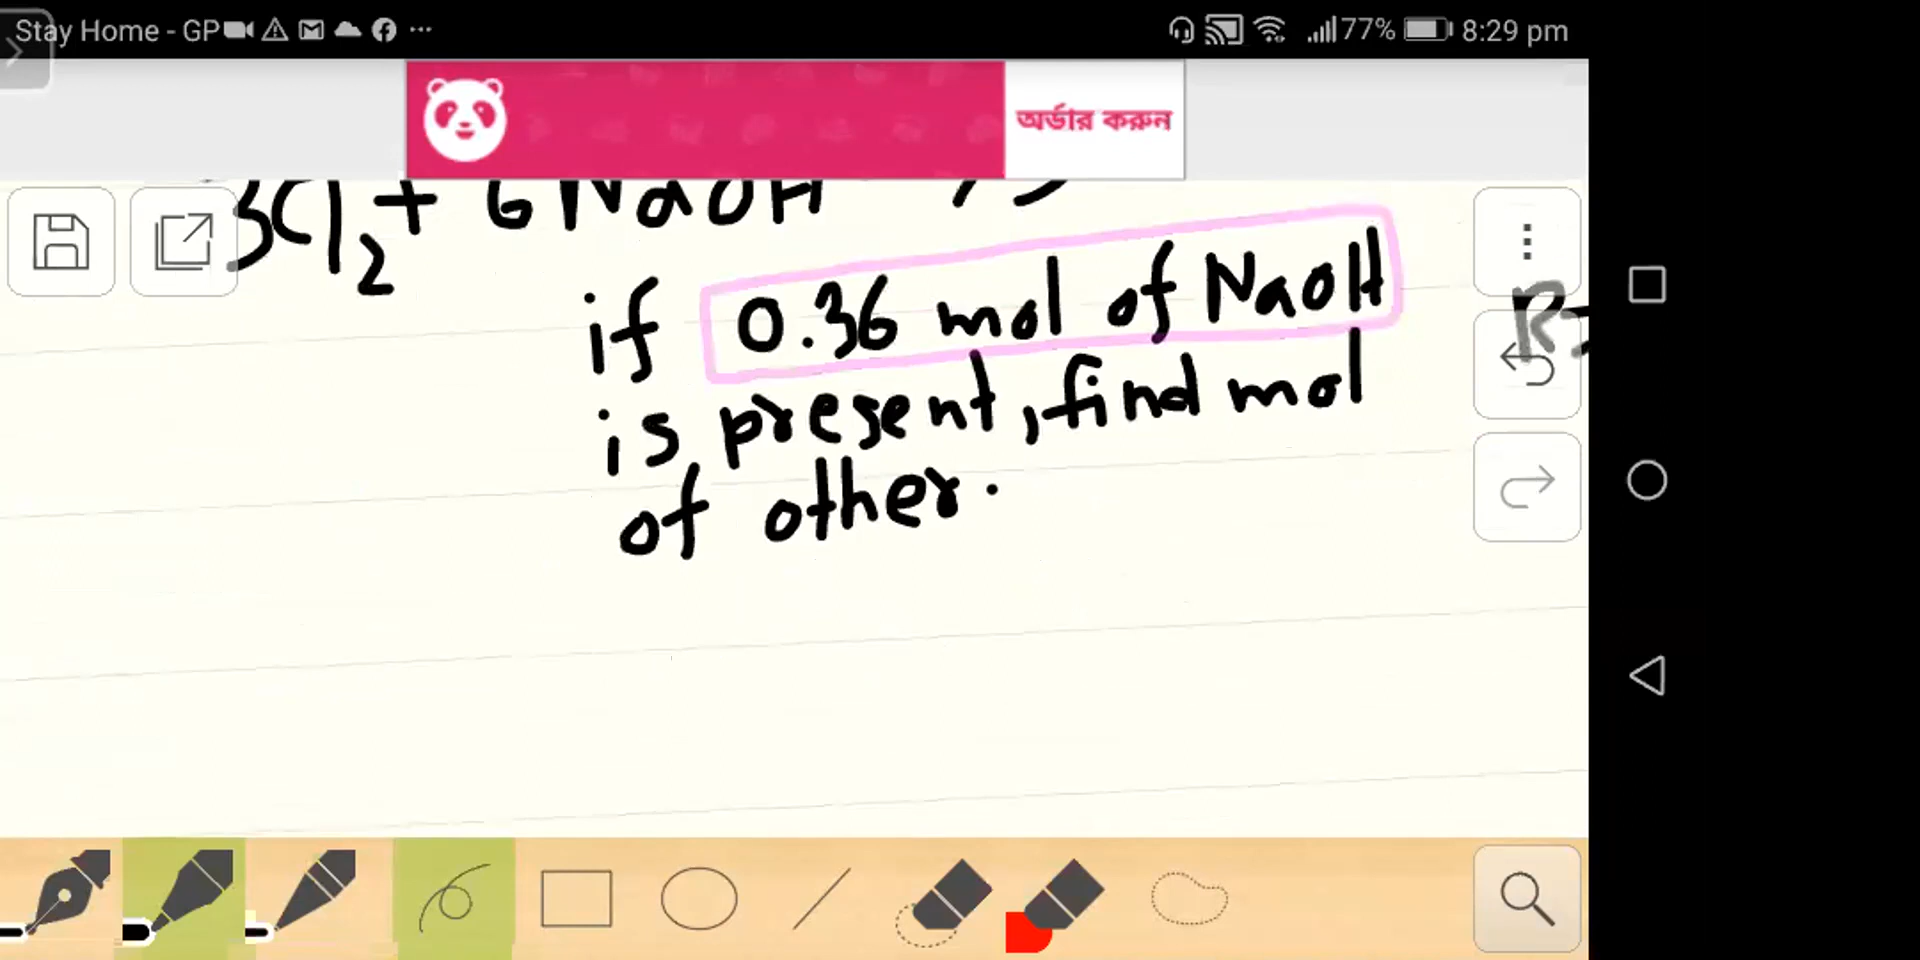 Stay Home - GP
77% 8:29 pm
অর্ডার করুন
3Cl2 + 6NaOH
if 0.36 mol of NaOH
is present, find mol
of other.